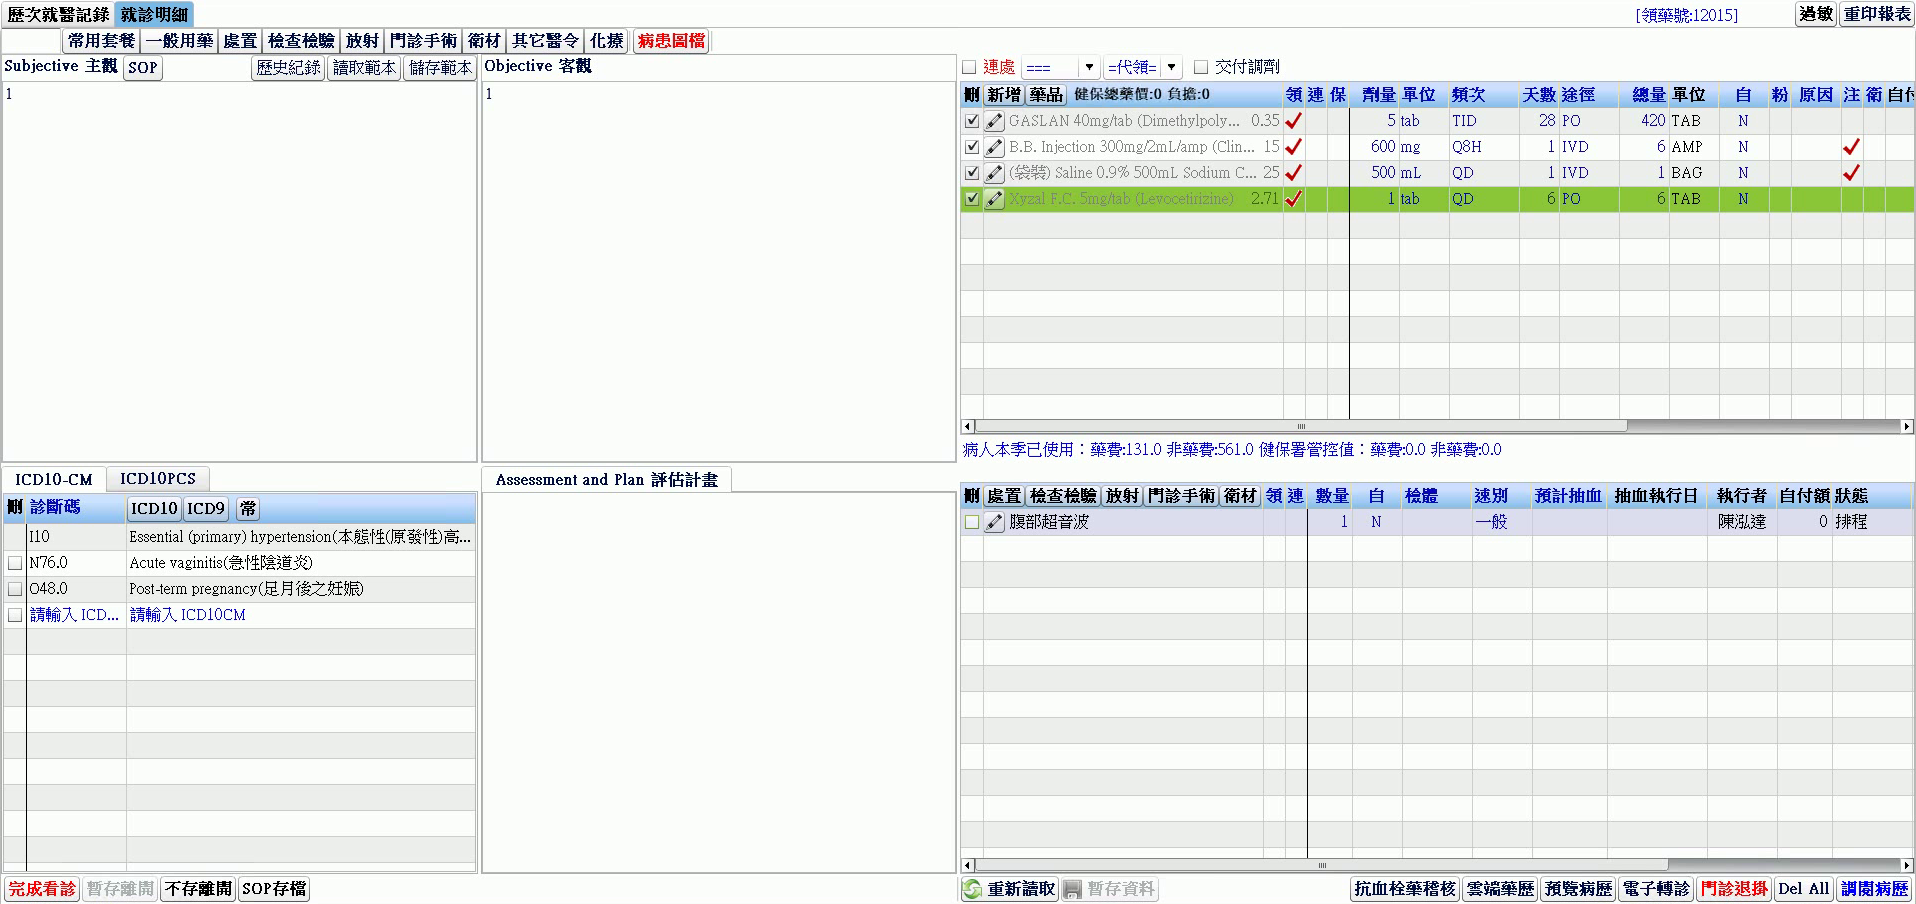 歷次就醫記錄 就診明細 [領藥號:12015] 過敏 重印報表
常用套餐 一般用藥 處置 檢查檢驗 放射 門診手術 衛材 其它醫令 化療 病患圖檔
Subjective 主觀 SOP 歷史紀錄 讀取範本 儲存範本
1
Objective 客觀
1
連處 === =代領= 交付調劑
刪 新增 藥品 健保總藥價:0 負擔:0 領 連 保 劑量 單位 頻次 天數 途徑 總量 單位 自 粉 原因 注 衛 自付
GASLAN 40mg/tab (Dimethylpoly... 0.35 5 tab TID 28 PO 420 TAB N
B.B. Injection 300mg/2mL/amp (Clin... 15 600 mg Q8H 1 IVD 6 AMP N
(袋裝) Saline 0.9% 500mL Sodium C... 25 500 mL QD 1 IVD 1 BAG N
Xyzal F.C. 5mg/tab (Levocetirizine) 2.71 1 tab QD 6 PO 6 TAB N
病人本季已使用：藥費:131.0 非藥費:561.0 健保署管控值：藥費:0.0 非藥費:0.0
ICD10-CM ICD10PCS
刪 診斷碼 ICD10 ICD9 常
I10 Essential (primary) hypertension(本態性(原發性)高...
N76.0 Acute vaginitis(急性陰道炎)
O48.0 Post-term pregnancy(足月後之妊娠)
請輸入 ICD... 請輸入 ICD10CM
Assessment and Plan 評估計畫
刪 處置 檢查檢驗 放射 門診手術 衛材 領 連 數量 自 檢體 速別 預計抽血 抽血執行日 執行者 自付額 狀態
腹部超音波 1 N 一般 陳泓達 0 排程
完成看診 暫存離開 不存離開 SOP存檔
重新讀取 暫存資料 抗血栓藥稽核 雲端藥歷 預覽病歷 電子轉診 門診退掛 Del All 調閱病歷